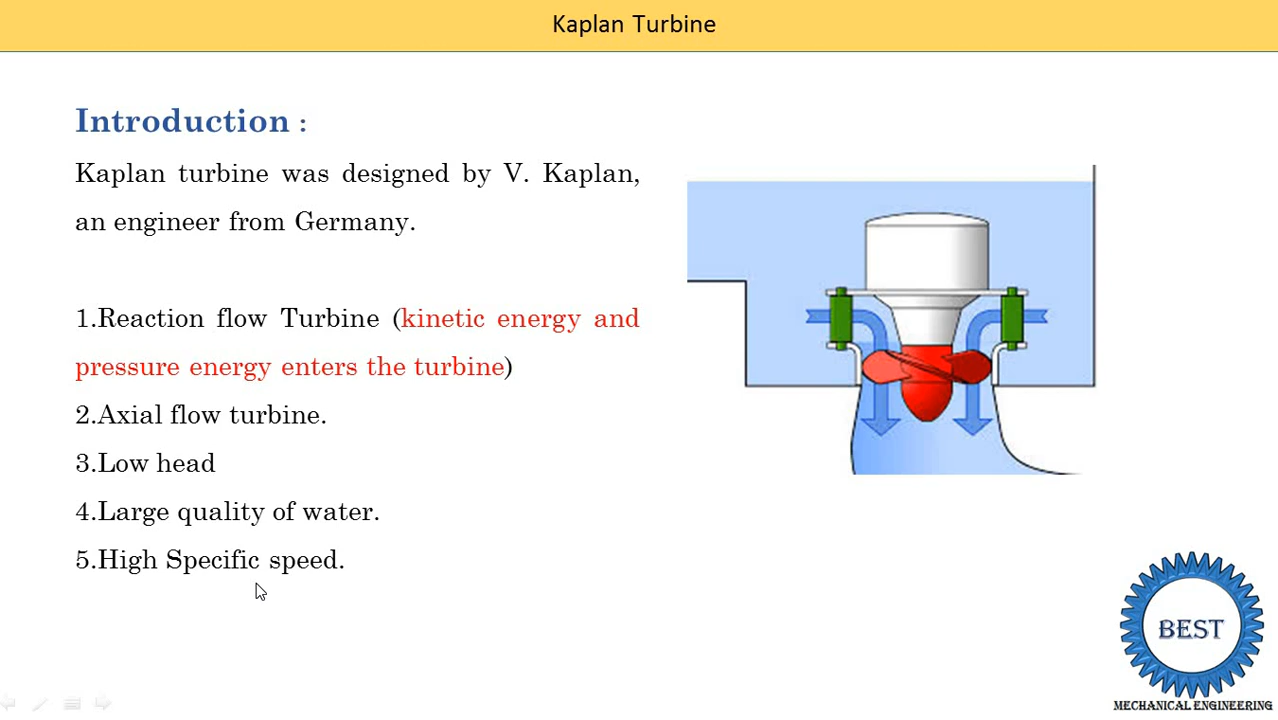 Kaplan Turbine
Introduction :
Kaplan turbine was designed by V. Kaplan,
an engineer from Germany.
1.Reaction flow Turbine (kinetic energy and
pressure energy enters the turbine)
2.Axial flow turbine.
3.Low head
4.Large quality of water.
5.High Specific speed.
BEST
MECHANICAL ENGINEERING